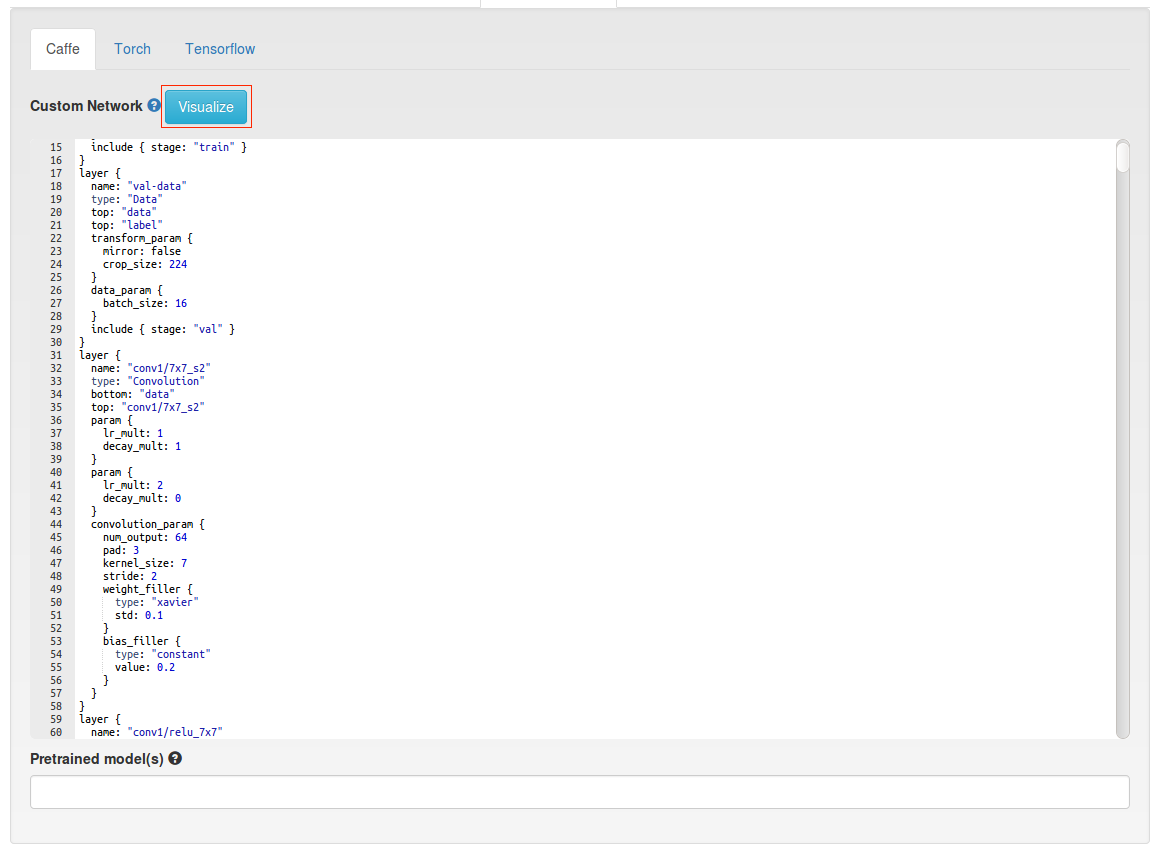 Caffe Torch Tensorflow
Custom Network ? Visualize
15 include { stage: "train" }
16 }
17 layer {
18 name: "val-data"
19 type: "Data"
20 top: "data"
21 top: "label"
22 transform_param {
23 mirror: false
24 crop_size: 224
25 }
26 data_param {
27 batch_size: 16
28 }
29 include { stage: "val" }
30 }
31 layer {
32 name: "conv1/7x7_s2"
33 type: "Convolution"
34 bottom: "data"
35 top: "conv1/7x7_s2"
36 param {
37 lr_mult: 1
38 decay_mult: 1
39 }
40 param {
41 lr_mult: 2
42 decay_mult: 0
43 }
44 convolution_param {
45 num_output: 64
46 pad: 3
47 kernel_size: 7
48 stride: 2
49 weight_filler {
50 type: "xavier"
51 std: 0.1
52 }
53 bias_filler {
54 type: "constant"
55 value: 0.2
56 }
57 }
58 }
59 layer {
60 name: "conv1/relu_7x7"
Pretrained model(s) ?